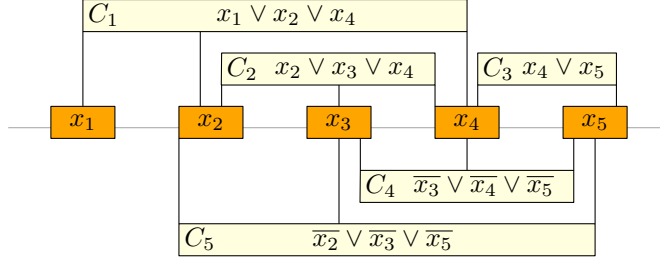 C₁ x₁ ∨ x₂ ∨ x₄
C₂ x₂ ∨ x₃ ∨ x₄
C₃ x₄ ∨ x₅
x₁ x₂ x₃ x₄ x₅
C₄ x̅₃ ∨ x̅₄ ∨ x̅₅
C₅ x̅₂ ∨ x̅₃ ∨ x̅₅